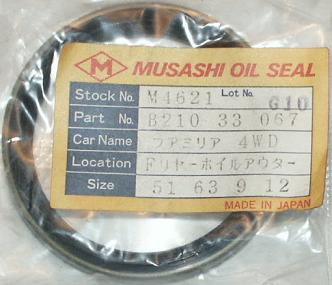 M MUSASHI OIL SEAL
Stock No. M4621 Lot No. G10
Part No. B210 33 067
Car Name ファミリア 4WD
Location Fリヤーホイルアウター
Size 51 63 9 12
MADE IN JAPAN